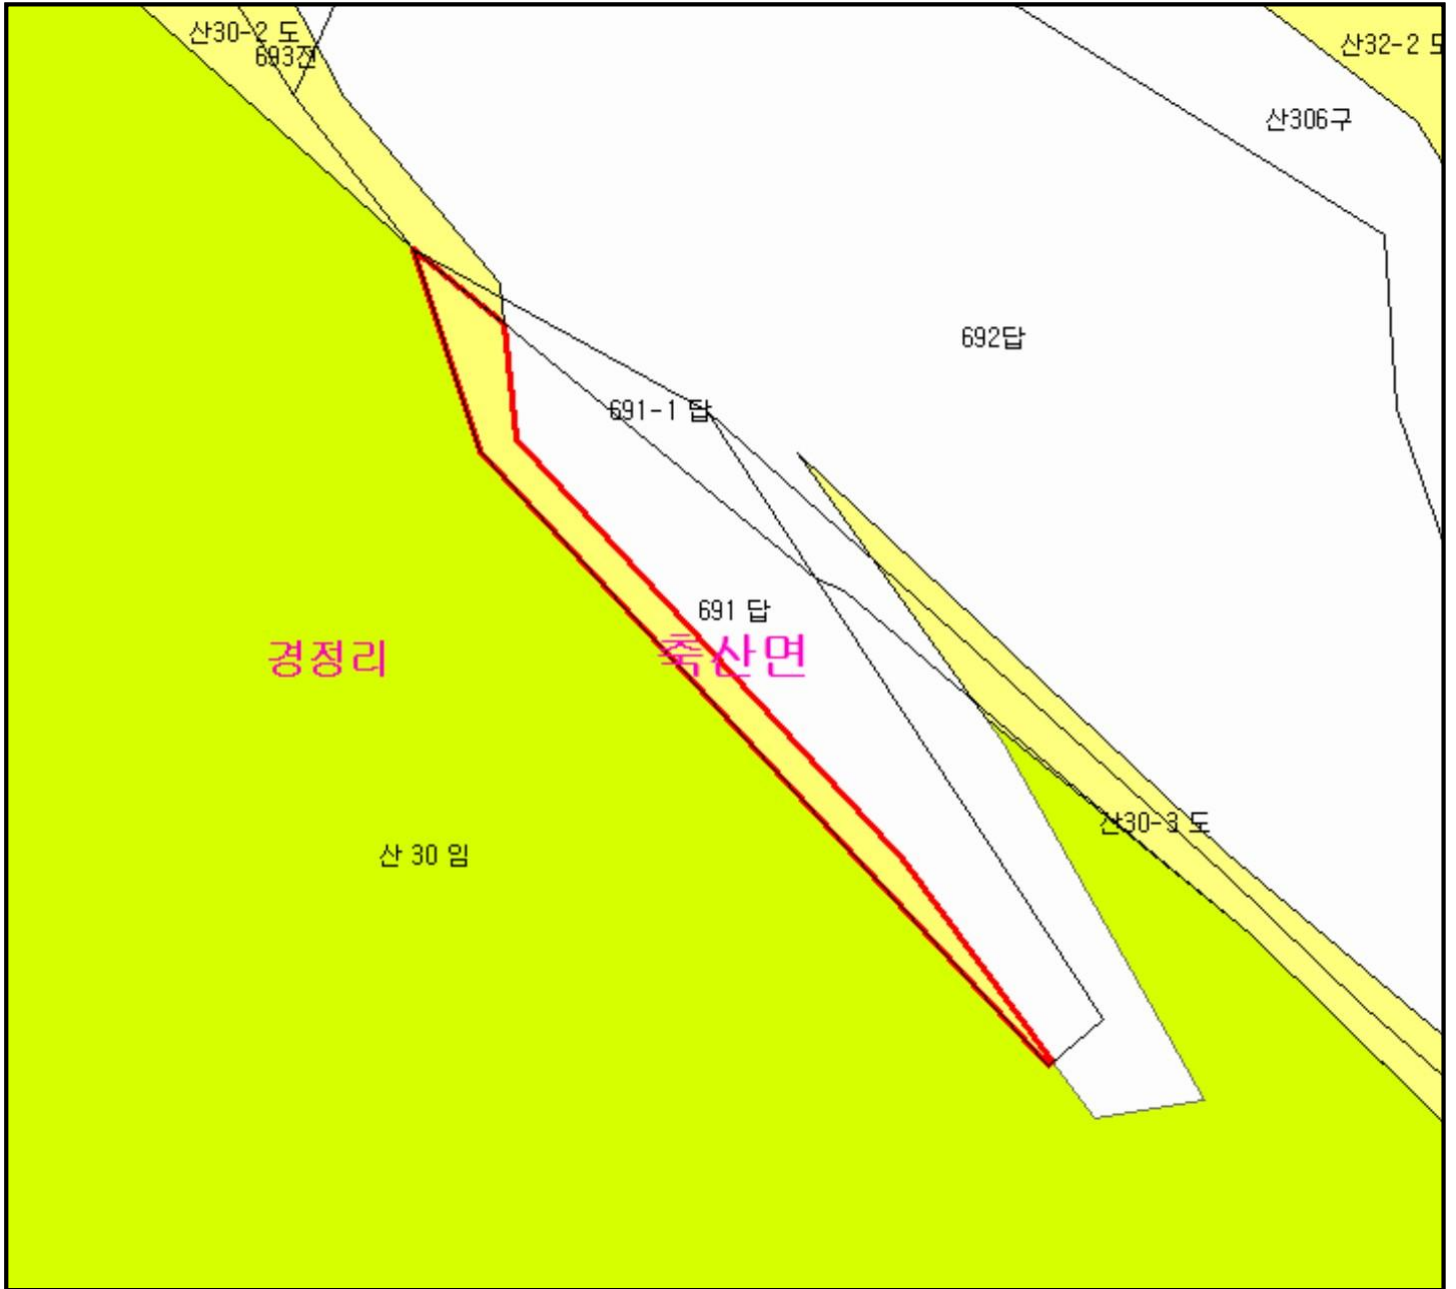 산30-2 도
693전
산32-2 도
산306구
692답
691-1 답
691 답
경정리
축산면
산30-3 도
산 30 임